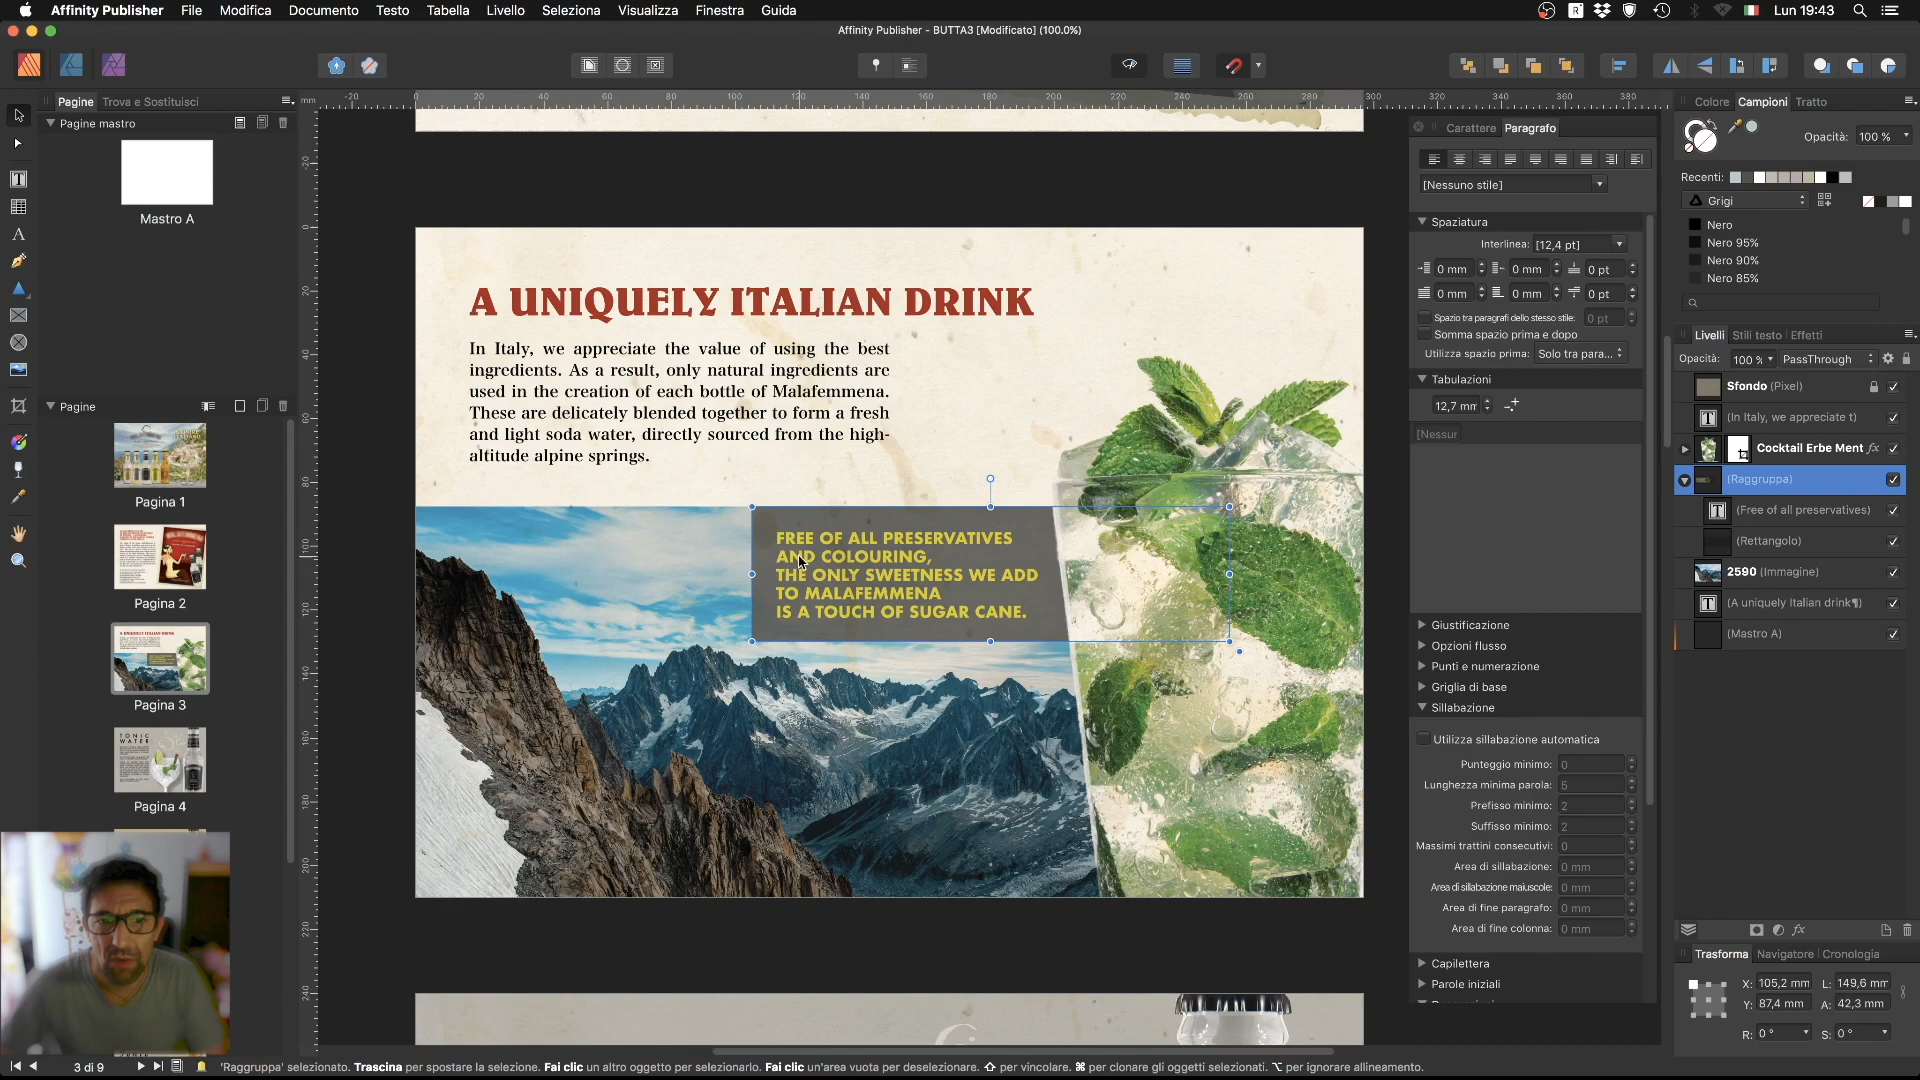 Affinity Publisher File Modifica Documento Testo Tabella Livello Seleziona Visualizza Finestra Guida
Lun 19:43
Affinity Publisher - BUTTA3 [Modificato] (100.0%)
Pagine Trova e Sostituisci
Pagine mastro
Mastro A
Pagine
Pagina 1
Pagina 2
Pagina 3
TONIC
WATER
Pagina 4
mm
A UNIQUELY ITALIAN DRINK
In Italy, we appreciate the value of using the best
ingredients. As a result, only natural ingredients are
used in the creation of each bottle of Malafemmena.
These are delicately blended together to form a fresh
and light soda water, directly sourced from the high-
altitude alpine springs.
FREE OF ALL PRESERVATIVES
AND COLOURING,
THE ONLY SWEETNESS WE ADD
TO MALAFEMMENA
IS A TOUCH OF SUGAR CANE.
Carattere Paragrafo
[Nessuno stile]
Spaziatura
Interlinea: [12,4 pt]
0 mm 0 mm 0 pt
0 mm 0 mm 0 pt
Spazio tra paragrafi dello stesso stile: 0 pt
Somma spazio prima e dopo
Utilizza spazio prima: Solo tra para...
Tabulazioni
12,7 mm
[Nessur
Giustificazione
Opzioni flusso
Punti e numerazione
Griglia di base
Sillabazione
Utilizza sillabazione automatica
Punteggio minimo: 0
Lunghezza minima parola: 5
Prefisso minimo: 2
Suffisso minimo: 2
Massimi trattini consecutivi: 0
Area di sillabazione: 0 mm
Area di sillabazione maiuscole: 0 mm
Area di fine paragrafo: 0 mm
Area di fine colonna: 0 mm
Capilettera
Parole iniziali
Colore Campioni Tratto
Opacità: 100 %
Recenti:
Grigi
Nero
Nero 95%
Nero 90%
Nero 85%
Livelli Stili testo Effetti
Opacità: 100 % PassThrough
Sfondo (Pixel)
(In Italy, we appreciate t)
Cocktail Erbe Ment fx
(Raggruppa)
(Free of all preservatives)
(Rettangolo)
2590 (Immagine)
(A uniquely Italian drink¶)
(Mastro A)
Trasforma Navigatore Cronologia
X: 105,2 mm L: 149,6 mm
Y: 87,4 mm A: 42,3 mm
R: 0 ° S: 0 °
3 di 9
'Raggruppa' selezionato. Trascina per spostare la selezione. Fai clic un altro oggetto per selezionarlo. Fai clic un'area vuota per deselezionare. ⇧ per vincolare. ⌘ per clonare gli oggetti selezionati. ⌥ per ignorare allineamento.